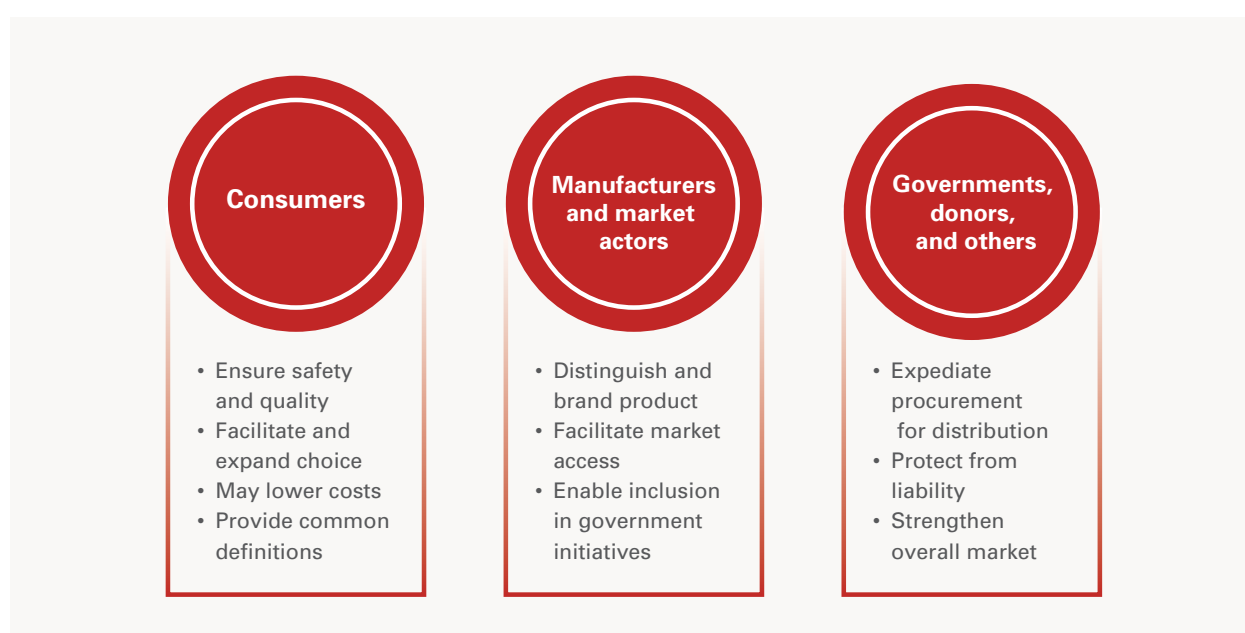 Consumers
• Ensure safety
and quality
• Facilitate and
expand choice
• May lower costs
• Provide common
definitions
Manufacturers
and market
actors
• Distinguish and
brand product
• Facilitate market
access
• Enable inclusion
in government
initiatives
Governments,
donors,
and others
• Expediate
procurement
for distribution
• Protect from
liability
• Strengthen
overall market